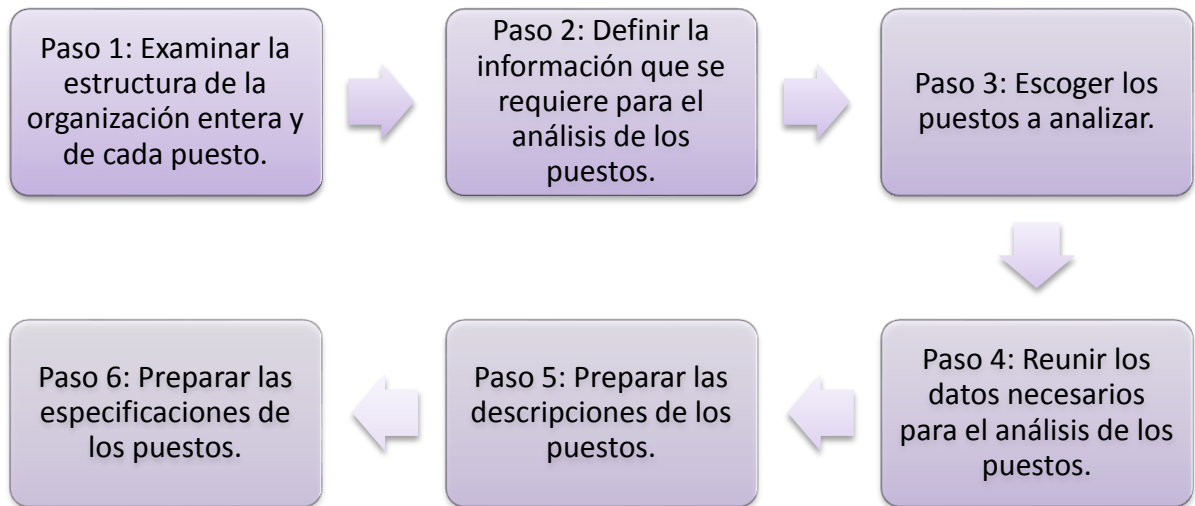 Paso 1: Examinar la
estructura de la
organización entera y
de cada puesto.
Paso 2: Definir la
información que se
requiere para el
análisis de los
puestos.
Paso 3: Escoger los
puestos a analizar.
Paso 4: Reunir los
datos necesarios
para el análisis de los
puestos.
Paso 5: Preparar las
descripciones de los
puestos.
Paso 6: Preparar las
especificaciones de
los puestos.